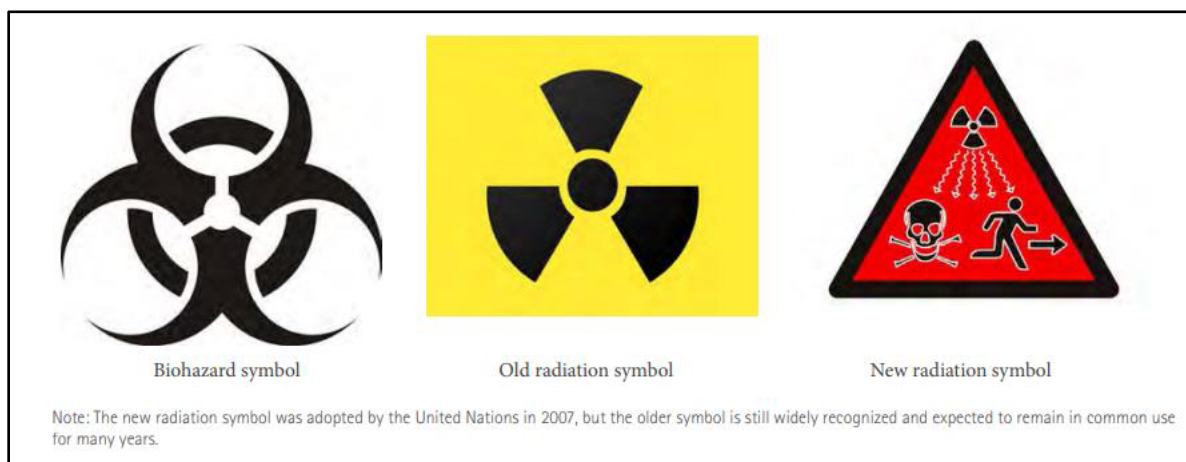 Biohazard symbol
Old radiation symbol
New radiation symbol
Note: The new radiation symbol was adopted by the United Nations in 2007, but the older symbol is still widely recognized and expected to remain in common use
for many years.